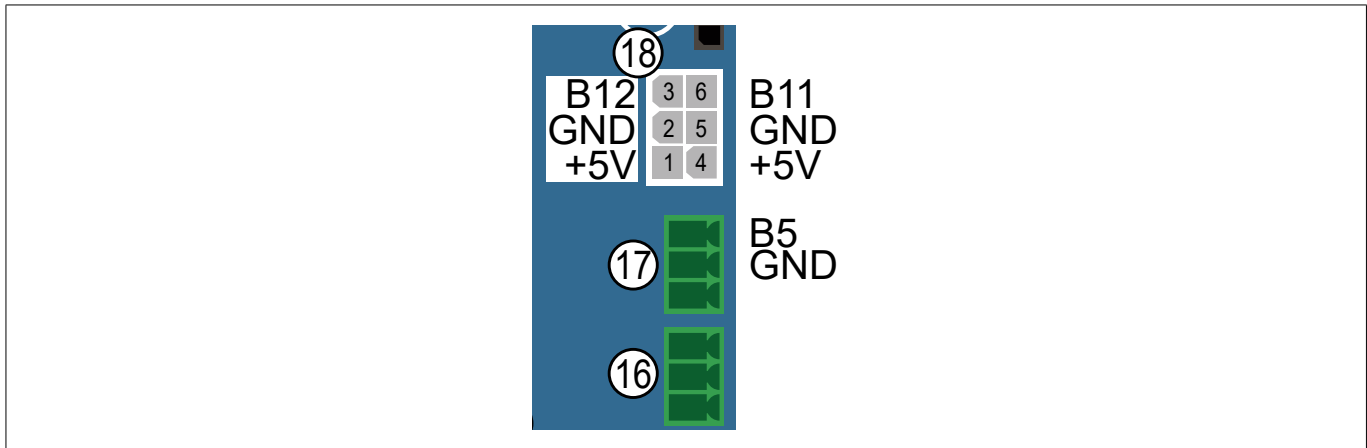 18
B12 3 6 B11
GND 2 5 GND
+5V 1 4 +5V
B5
17 GND
16